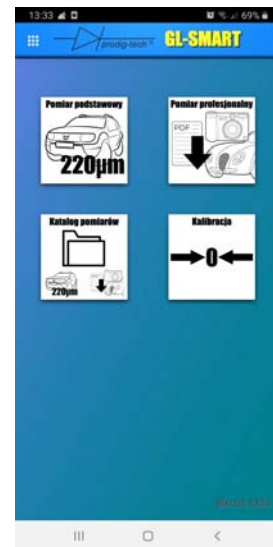 13:33
69%
prodig-tech®
GL-SMART
Pomiar podstawowy
220µm
Pomiar profesjonalny
PDF
Katalog pomiarów
220µm
Kalibracja
0